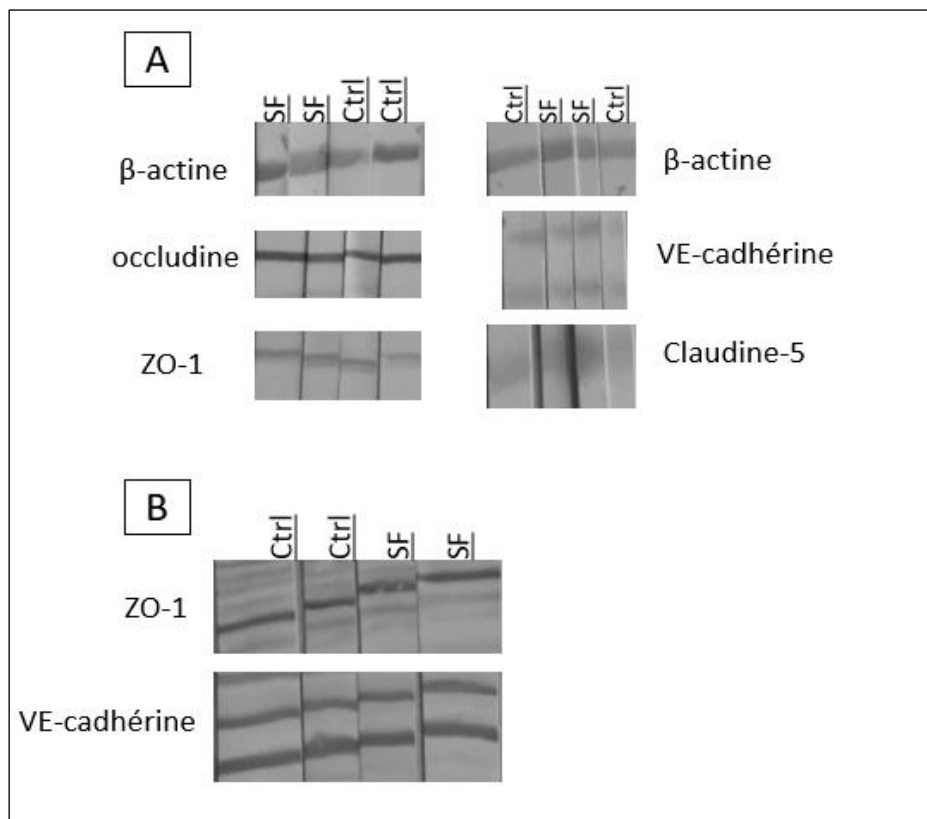 A
SF SF Ctrl Ctrl
Ctrl SF SF Ctrl
β-actine
β-actine
occludine
VE-cadhérine
ZO-1
Claudine-5
B
Ctrl Ctrl SF SF
ZO-1
VE-cadhérine